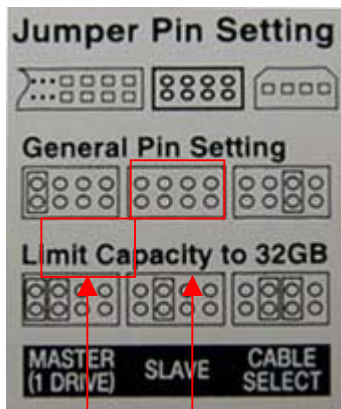 Jumper Pin Setting
General Pin Setting
Limit Capacity to 32GB
MASTER
(1 DRIVE)
SLAVE
CABLE
SELECT